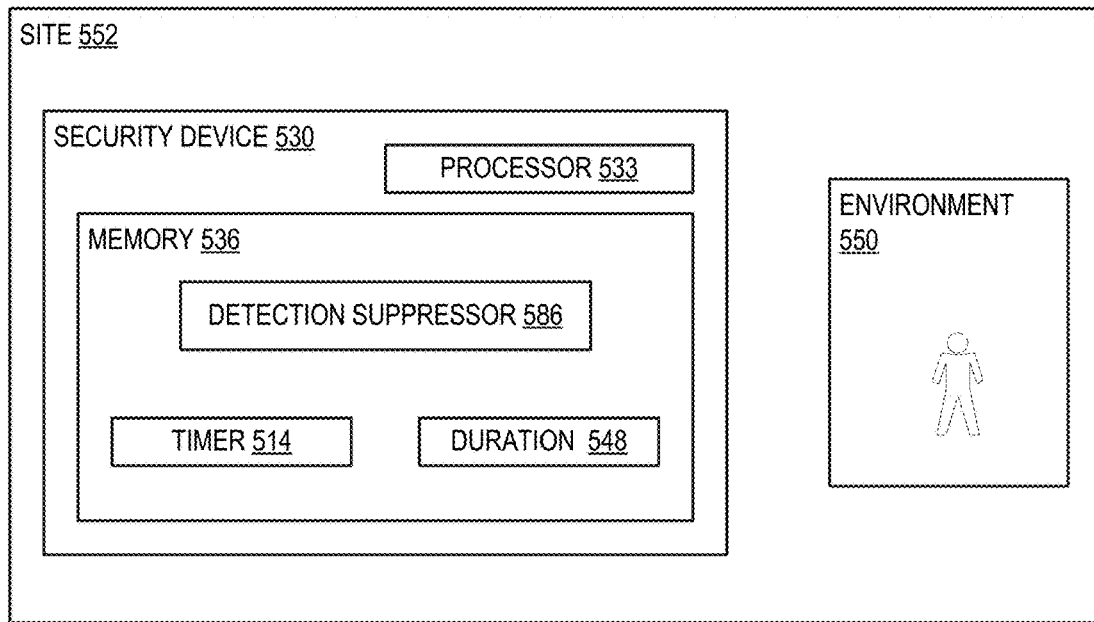 SITE 552
SECURITY DEVICE 530
PROCESSOR 533
MEMORY 536
DETECTION SUPPRESSOR 586
TIMER 514
DURATION 548
ENVIRONMENT
550